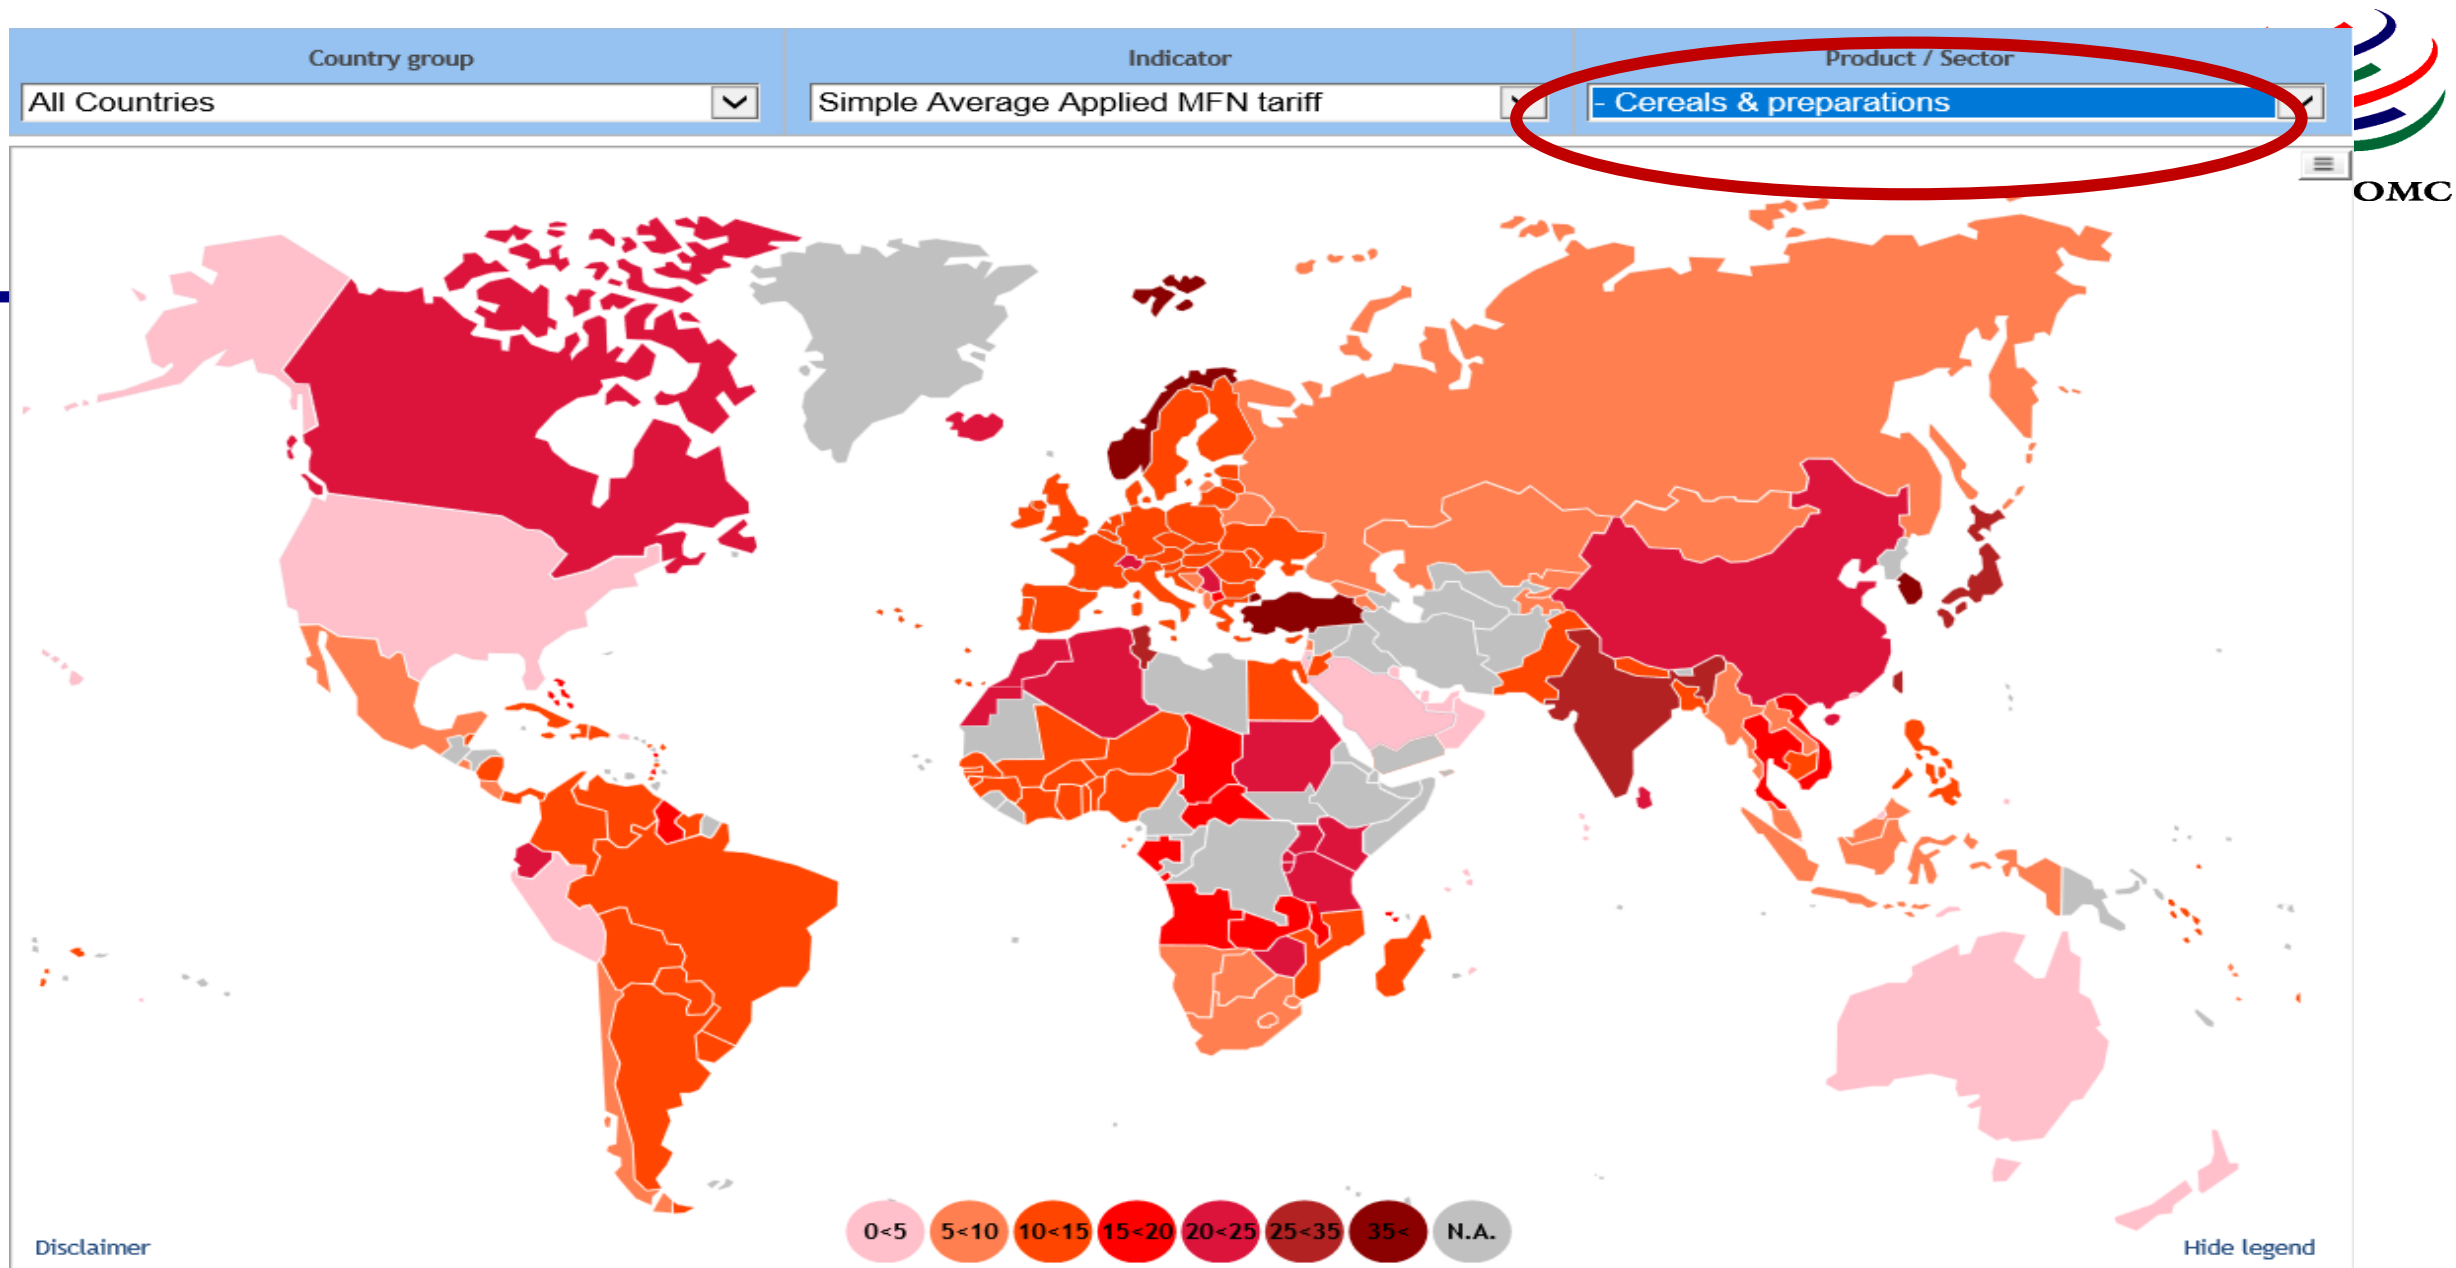 Country group
Indicator
Product / Sector
All Countries
Simple Average Applied MFN tariff
- Cereals & preparations
OMC
0<5
5<10
10<15
15<20
20<25
25<35
35<
N.A.
Disclaimer
Hide legend